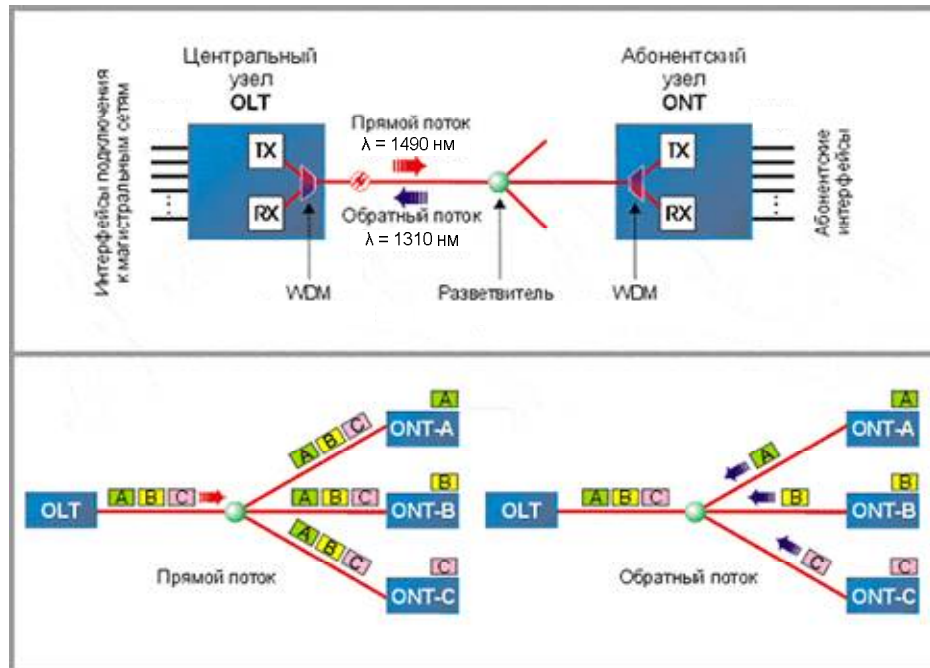 Центральный
узел
OLT
Абонентский
узел
ONT
Интерфейсы подключения
к магистральным сетям
TX
RX
Прямой поток
λ = 1490 нм
Обратный поток
λ = 1310 нм
TX
RX
Абонентские
интерфейсы
WDM
Разветвитель
WDM
A
ONT-A
A B C
B
OLT
A B C
A B C
ONT-B
A B C
C
ONT-C
Прямой поток
A
ONT-A
A
B
OLT
A B C
B
ONT-B
C
C
ONT-C
Обратный поток